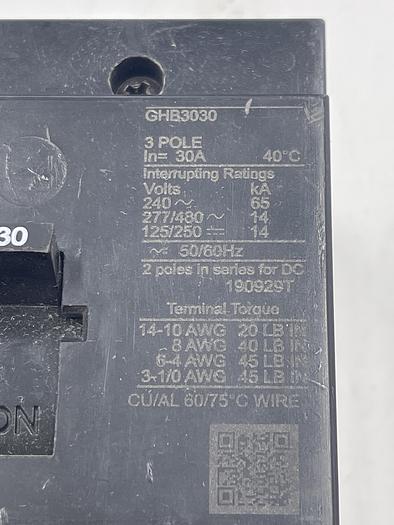 GHB3030
3 POLE
In= 30A 40°C
Interrupting Ratings
Volts kA
240 ~ 65
277/480 ~ 14
125/250 ⎓ 14
30
≂ 50/60Hz
2 poles in series for DC
190929T
Terminal Torque
14-10 AWG 20 LB IN
8 AWG 40 LB IN
6-4 AWG 45 LB IN
3-1/0 AWG 45 LB IN
CU/AL 60/75°C WIRE
ON